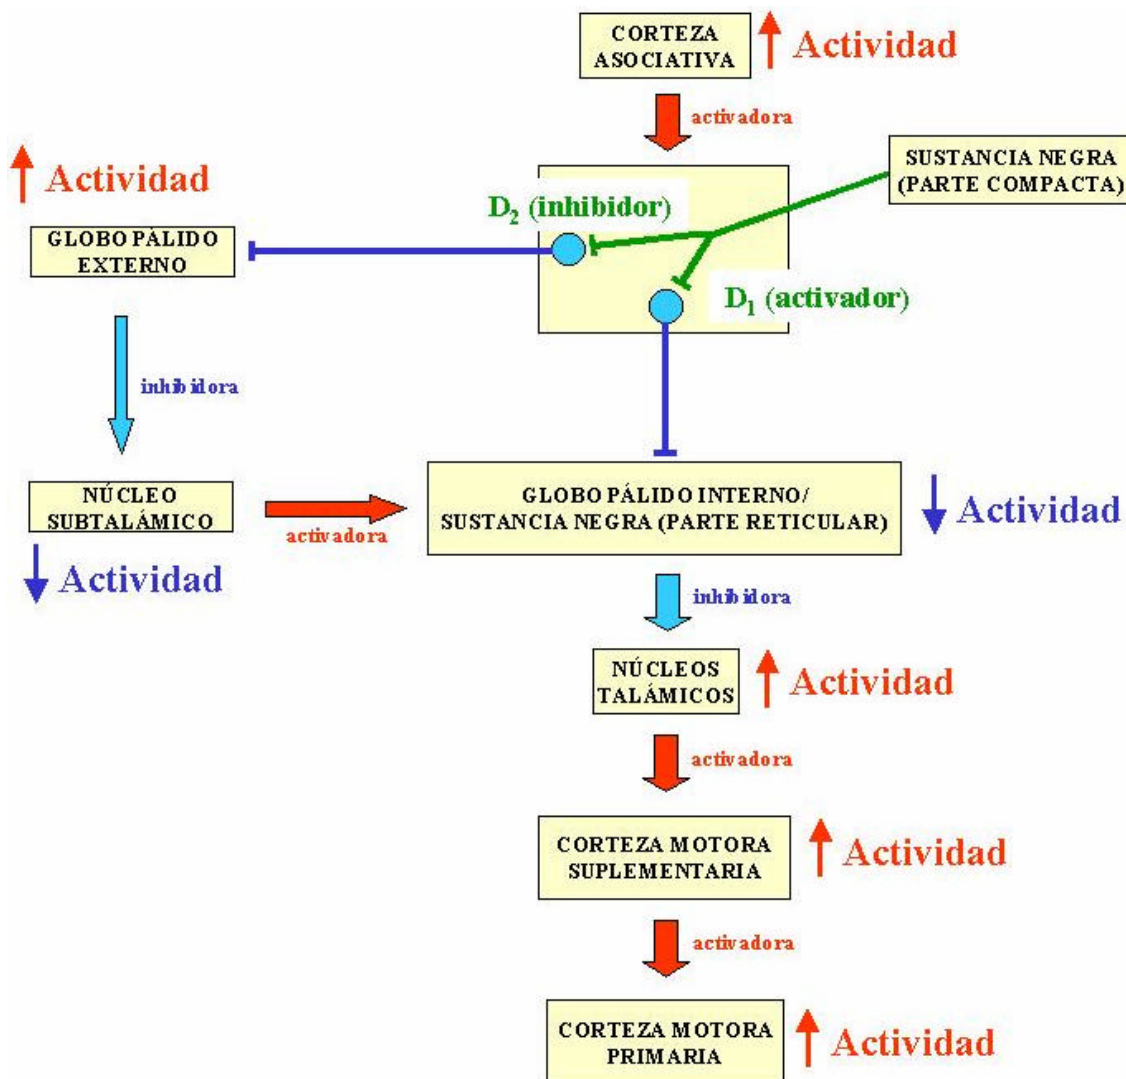 CORTEZA
ASOCIATIVA
Actividad
activadora
SUSTANCIA NEGRA
(PARTE COMPACTA)
Actividad
D₂ (inhibidor)
GLOBO PÁLIDO
EXTERNO
D₁ (activador)
inhibidora
NÚCLEO
SUBTALÁMICO
activadora
GLOBO PÁLIDO INTERNO/
SUSTANCIA NEGRA (PARTE RETICULAR)
Actividad
Actividad
inhibidora
NÚCLEOS
TALÁMICOS
Actividad
activadora
CORTEZA MOTORA
SUPLEMENTARIA
Actividad
activadora
CORTEZA MOTORA
PRIMARIA
Actividad